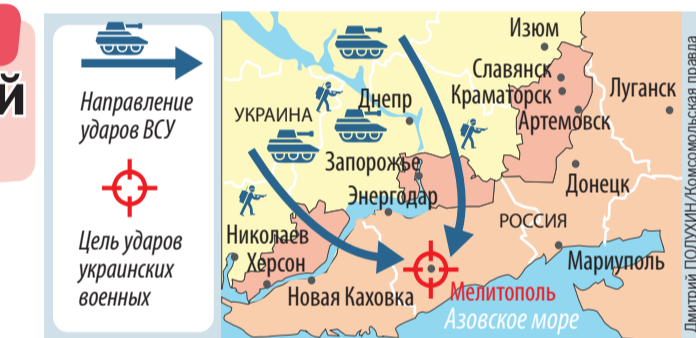 Й
Направление
ударов ВСУ
Цель ударов
украинских
военных
Изюм
Славянск
Краматорск
Луганск
Артемовск
УКРАИНА
Днепр
Запорожье
Донецк
Энергодар
РОССИЯ
Николаев
Херсон
Мариуполь
Новая Каховка
Мелитополь
Азовское море
Дмитрий ПОЛУХИН/Комсомольская правда